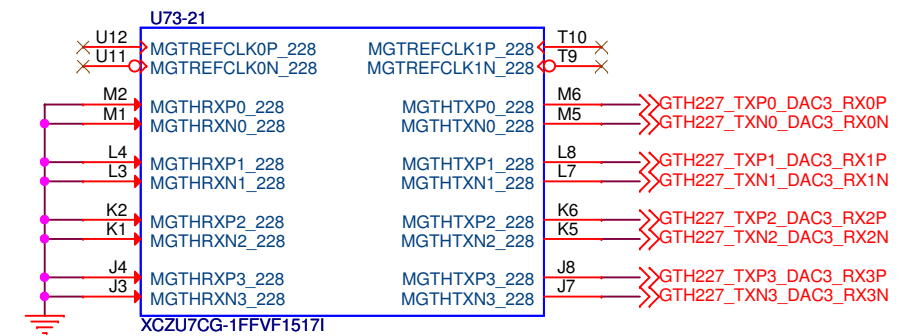 U73-21
U12 MGTREFCLK0P_228 MGTREFCLK1P_228 T10
U11 MGTREFCLK0N_228 MGTREFCLK1N_228 T9
M2 MGTHRXP0_228 MGTHTXP0_228 M6 GTH227_TXP0_DAC3_RX0P
M1 MGTHRXN0_228 MGTHTXN0_228 M5 GTH227_TXN0_DAC3_RX0N
L4 MGTHRXP1_228 MGTHTXP1_228 L8 GTH227_TXP1_DAC3_RX1P
L3 MGTHRXN1_228 MGTHTXN1_228 L7 GTH227_TXN1_DAC3_RX1N
K2 MGTHRXP2_228 MGTHTXP2_228 K6 GTH227_TXP2_DAC3_RX2P
K1 MGTHRXN2_228 MGTHTXN2_228 K5 GTH227_TXN2_DAC3_RX2N
J4 MGTHRXP3_228 MGTHTXP3_228 J8 GTH227_TXP3_DAC3_RX3P
J3 MGTHRXN3_228 MGTHTXN3_228 J7 GTH227_TXN3_DAC3_RX3N
XCZU7CG-1FFVF1517I